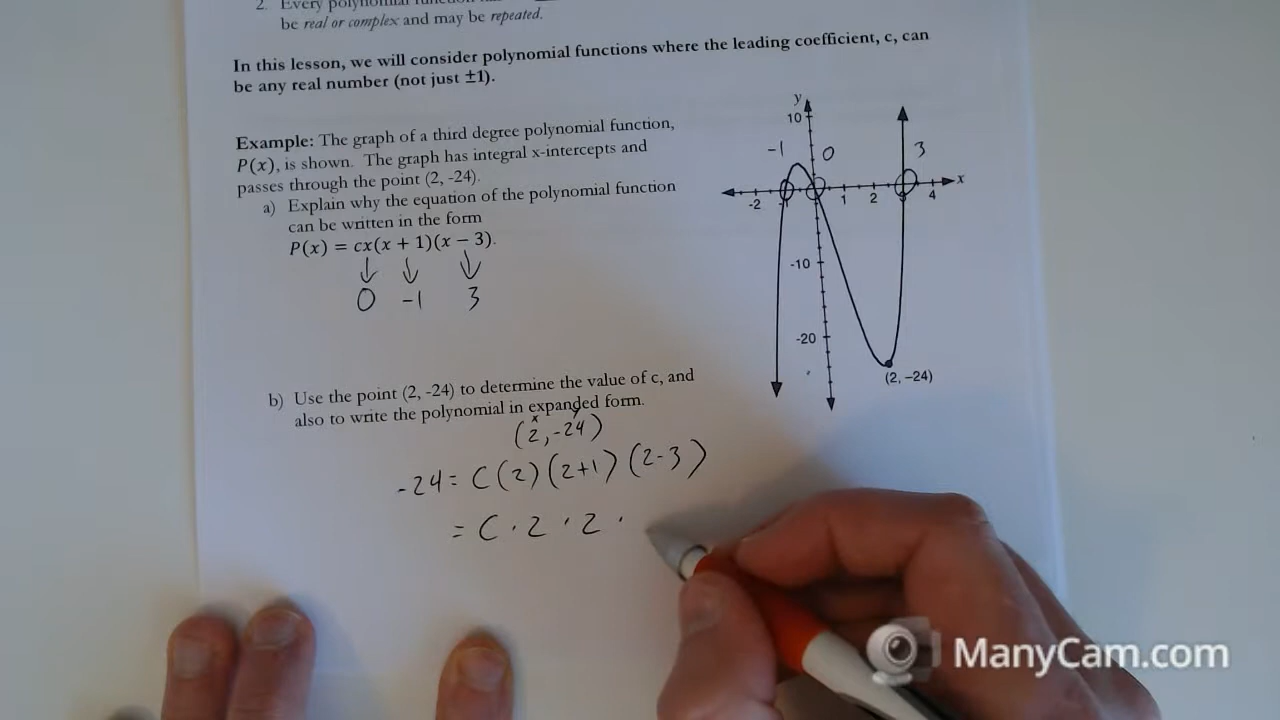 2. Every polynomial function
be real or complex and may be repeated.
In this lesson, we will consider polynomial functions where the leading coefficient, c, can
be any real number (not just ±1).
Example: The graph of a third degree polynomial function,
P(x), is shown. The graph has integral x-intercepts and
passes through the point (2, -24).
a) Explain why the equation of the polynomial function
can be written in the form
P(x) = cx(x + 1)(x − 3).
0 -1 3
y
10
-1 0 3
x
-2 1 2 4
-10
-20
(2, −24)
b) Use the point (2, -24) to determine the value of c, and
also to write the polynomial in expanded form.
x y
(2, -24)
-24 = C(2)(2+1)(2-3)
= C · 2 · 2 ·
ManyCam.com